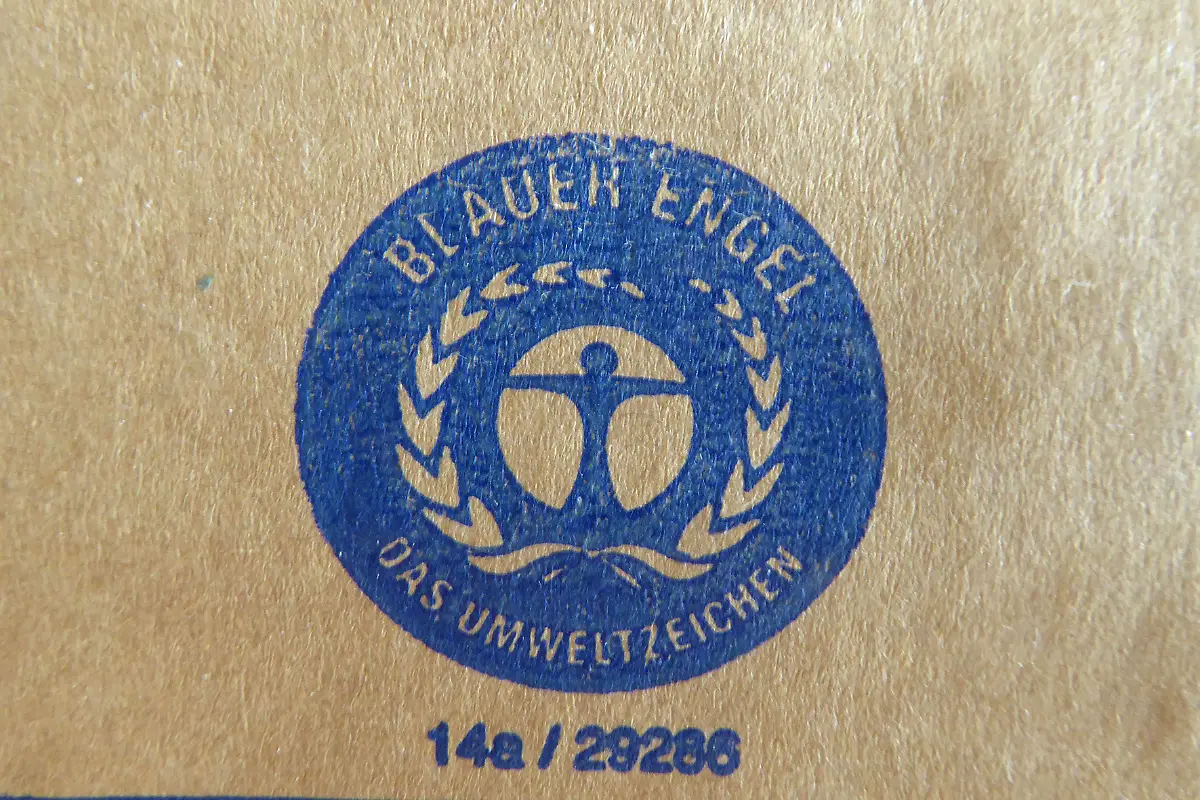 BLAUER ENGEL
DAS UMWELTZEICHEN
14a / 29286